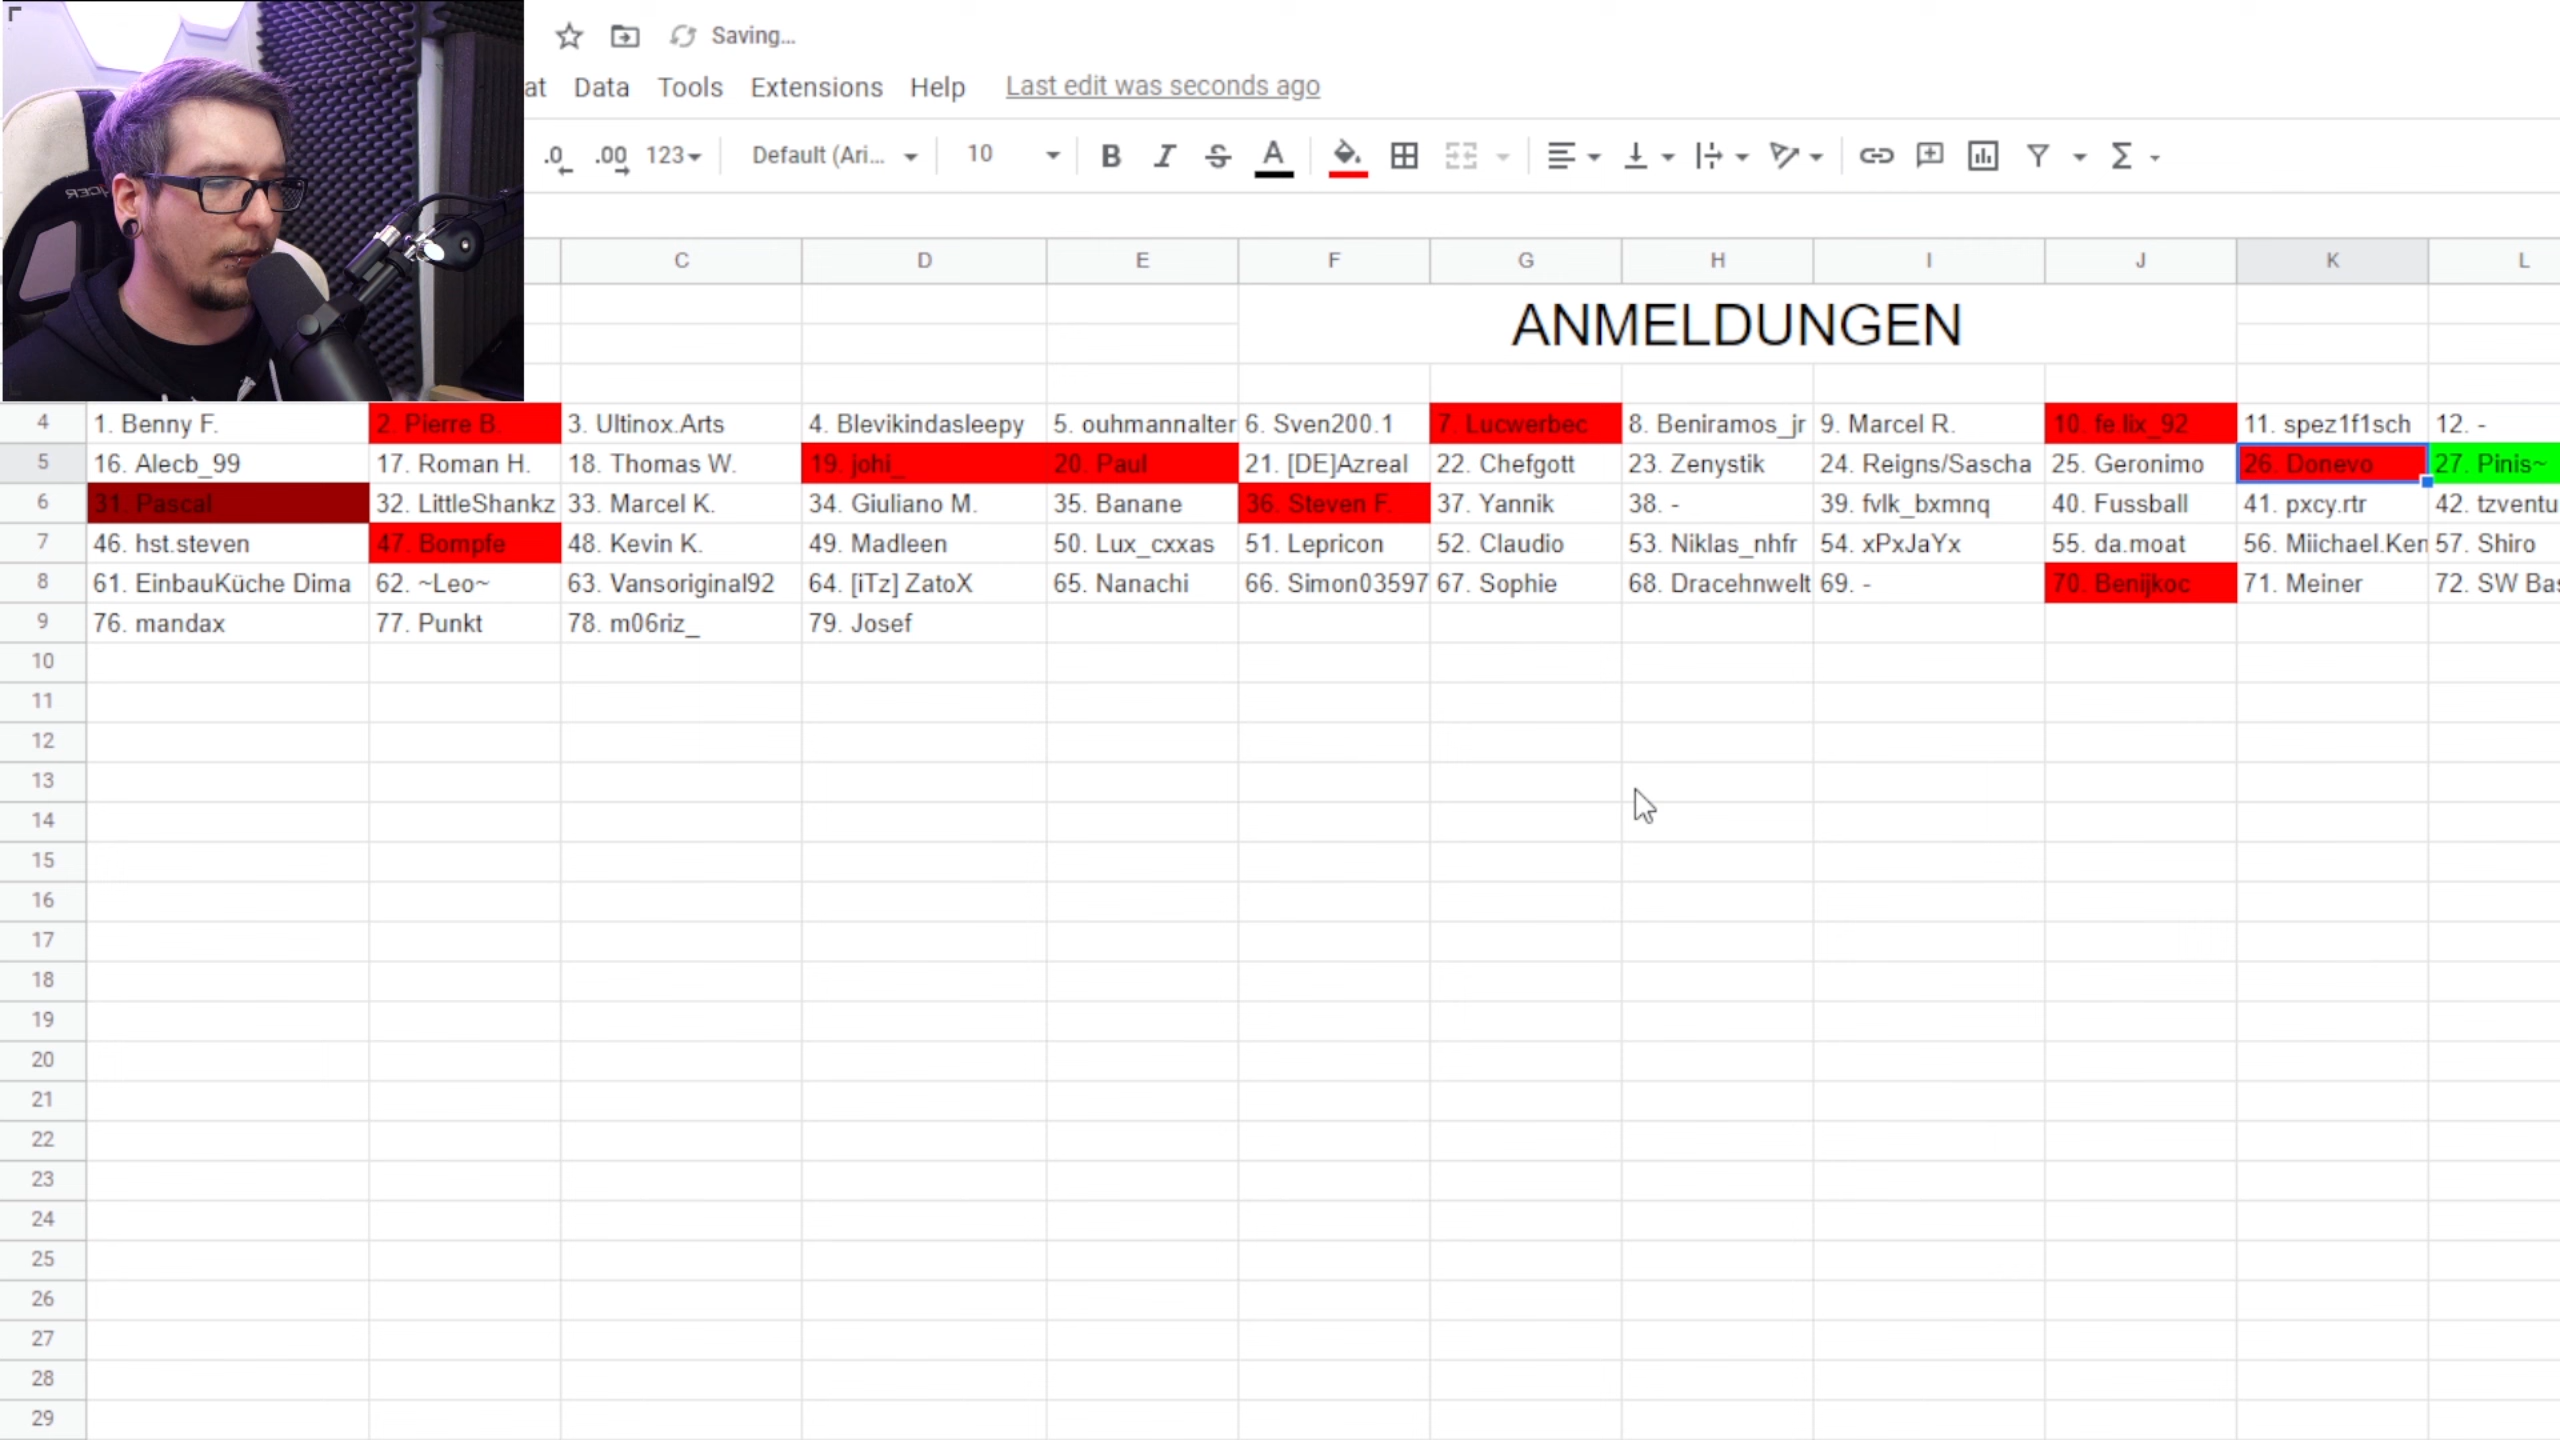 Saving...
at Data Tools Extensions Help Last edit was seconds ago
.0 .00 123 Default (Ari... 10 B I S A
C D E F G H I J K L
ANMELDUNGEN
4 1. Benny F. 2. Pierre B. 3. Ultinox.Arts 4. Blevikindasleepy 5. ouhmannalter 6. Sven200.1 7. Lucwerbec 8. Beniramos_jr 9. Marcel R. 10. fe.lix_92 11. spez1f1sch 12. -
5 16. Alecb_99 17. Roman H. 18. Thomas W. 19. johi_ 20. Paul 21. [DE]Azreal 22. Chefgott 23. Zenystik 24. Reigns/Sascha 25. Geronimo 26. Donevo 27. Pinis~
6 31. Pascal 32. LittleShankz 33. Marcel K. 34. Giuliano M. 35. Banane 36. Steven F. 37. Yannik 38. - 39. fvlk_bxmnq 40. Fussball 41. pxcy.rtr 42. tzventu
7 46. hst.steven 47. Bompfe 48. Kevin K. 49. Madleen 50. Lux_cxxas 51. Lepricon 52. Claudio 53. Niklas_nhfr 54. xPxJaYx 55. da.moat 56. Miichael.Ken 57. Shiro
8 61. EinbauKüche Dima 62. ~Leo~ 63. Vansoriginal92 64. [iTz] ZatoX 65. Nanachi 66. Simon03597 67. Sophie 68. Dracehnwelt 69. - 70. Benijkoc 71. Meiner 72. SW Bas
9 76. mandax 77. Punkt 78. m06riz_ 79. Josef
10
11
12
13
14
15
16
17
18
19
20
21
22
23
24
25
26
27
28
29